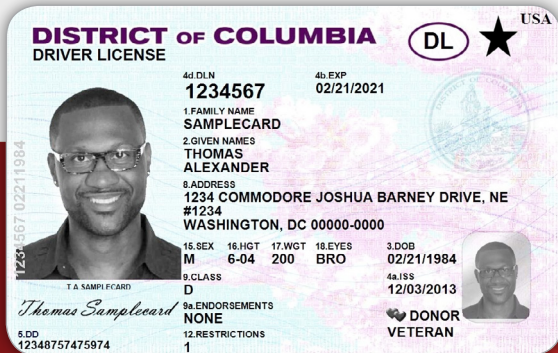 USA
DISTRICT OF COLUMBIA
DRIVER LICENSE
DL
4d.DLN 4b.EXP
1234567 02/21/2021
1.FAMILY NAME
SAMPLECARD
2.GIVEN NAMES
THOMAS
ALEXANDER
8.ADDRESS
1234 COMMODORE JOSHUA BARNEY DRIVE, NE
#1234
WASHINGTON, DC 00000-0000
15.SEX 16.HGT 17.WGT 18.EYES 3.DOB
M 6-04 200 BRO 02/21/1984
9.CLASS 4a.ISS
D 12/03/2013
9a.ENDORSEMENTS
NONE
DONOR
VETERAN
12.RESTRICTIONS
1
1234567 02211984
T A SAMPLECARD
Thomas Samplecard
5.DD
12348757475974